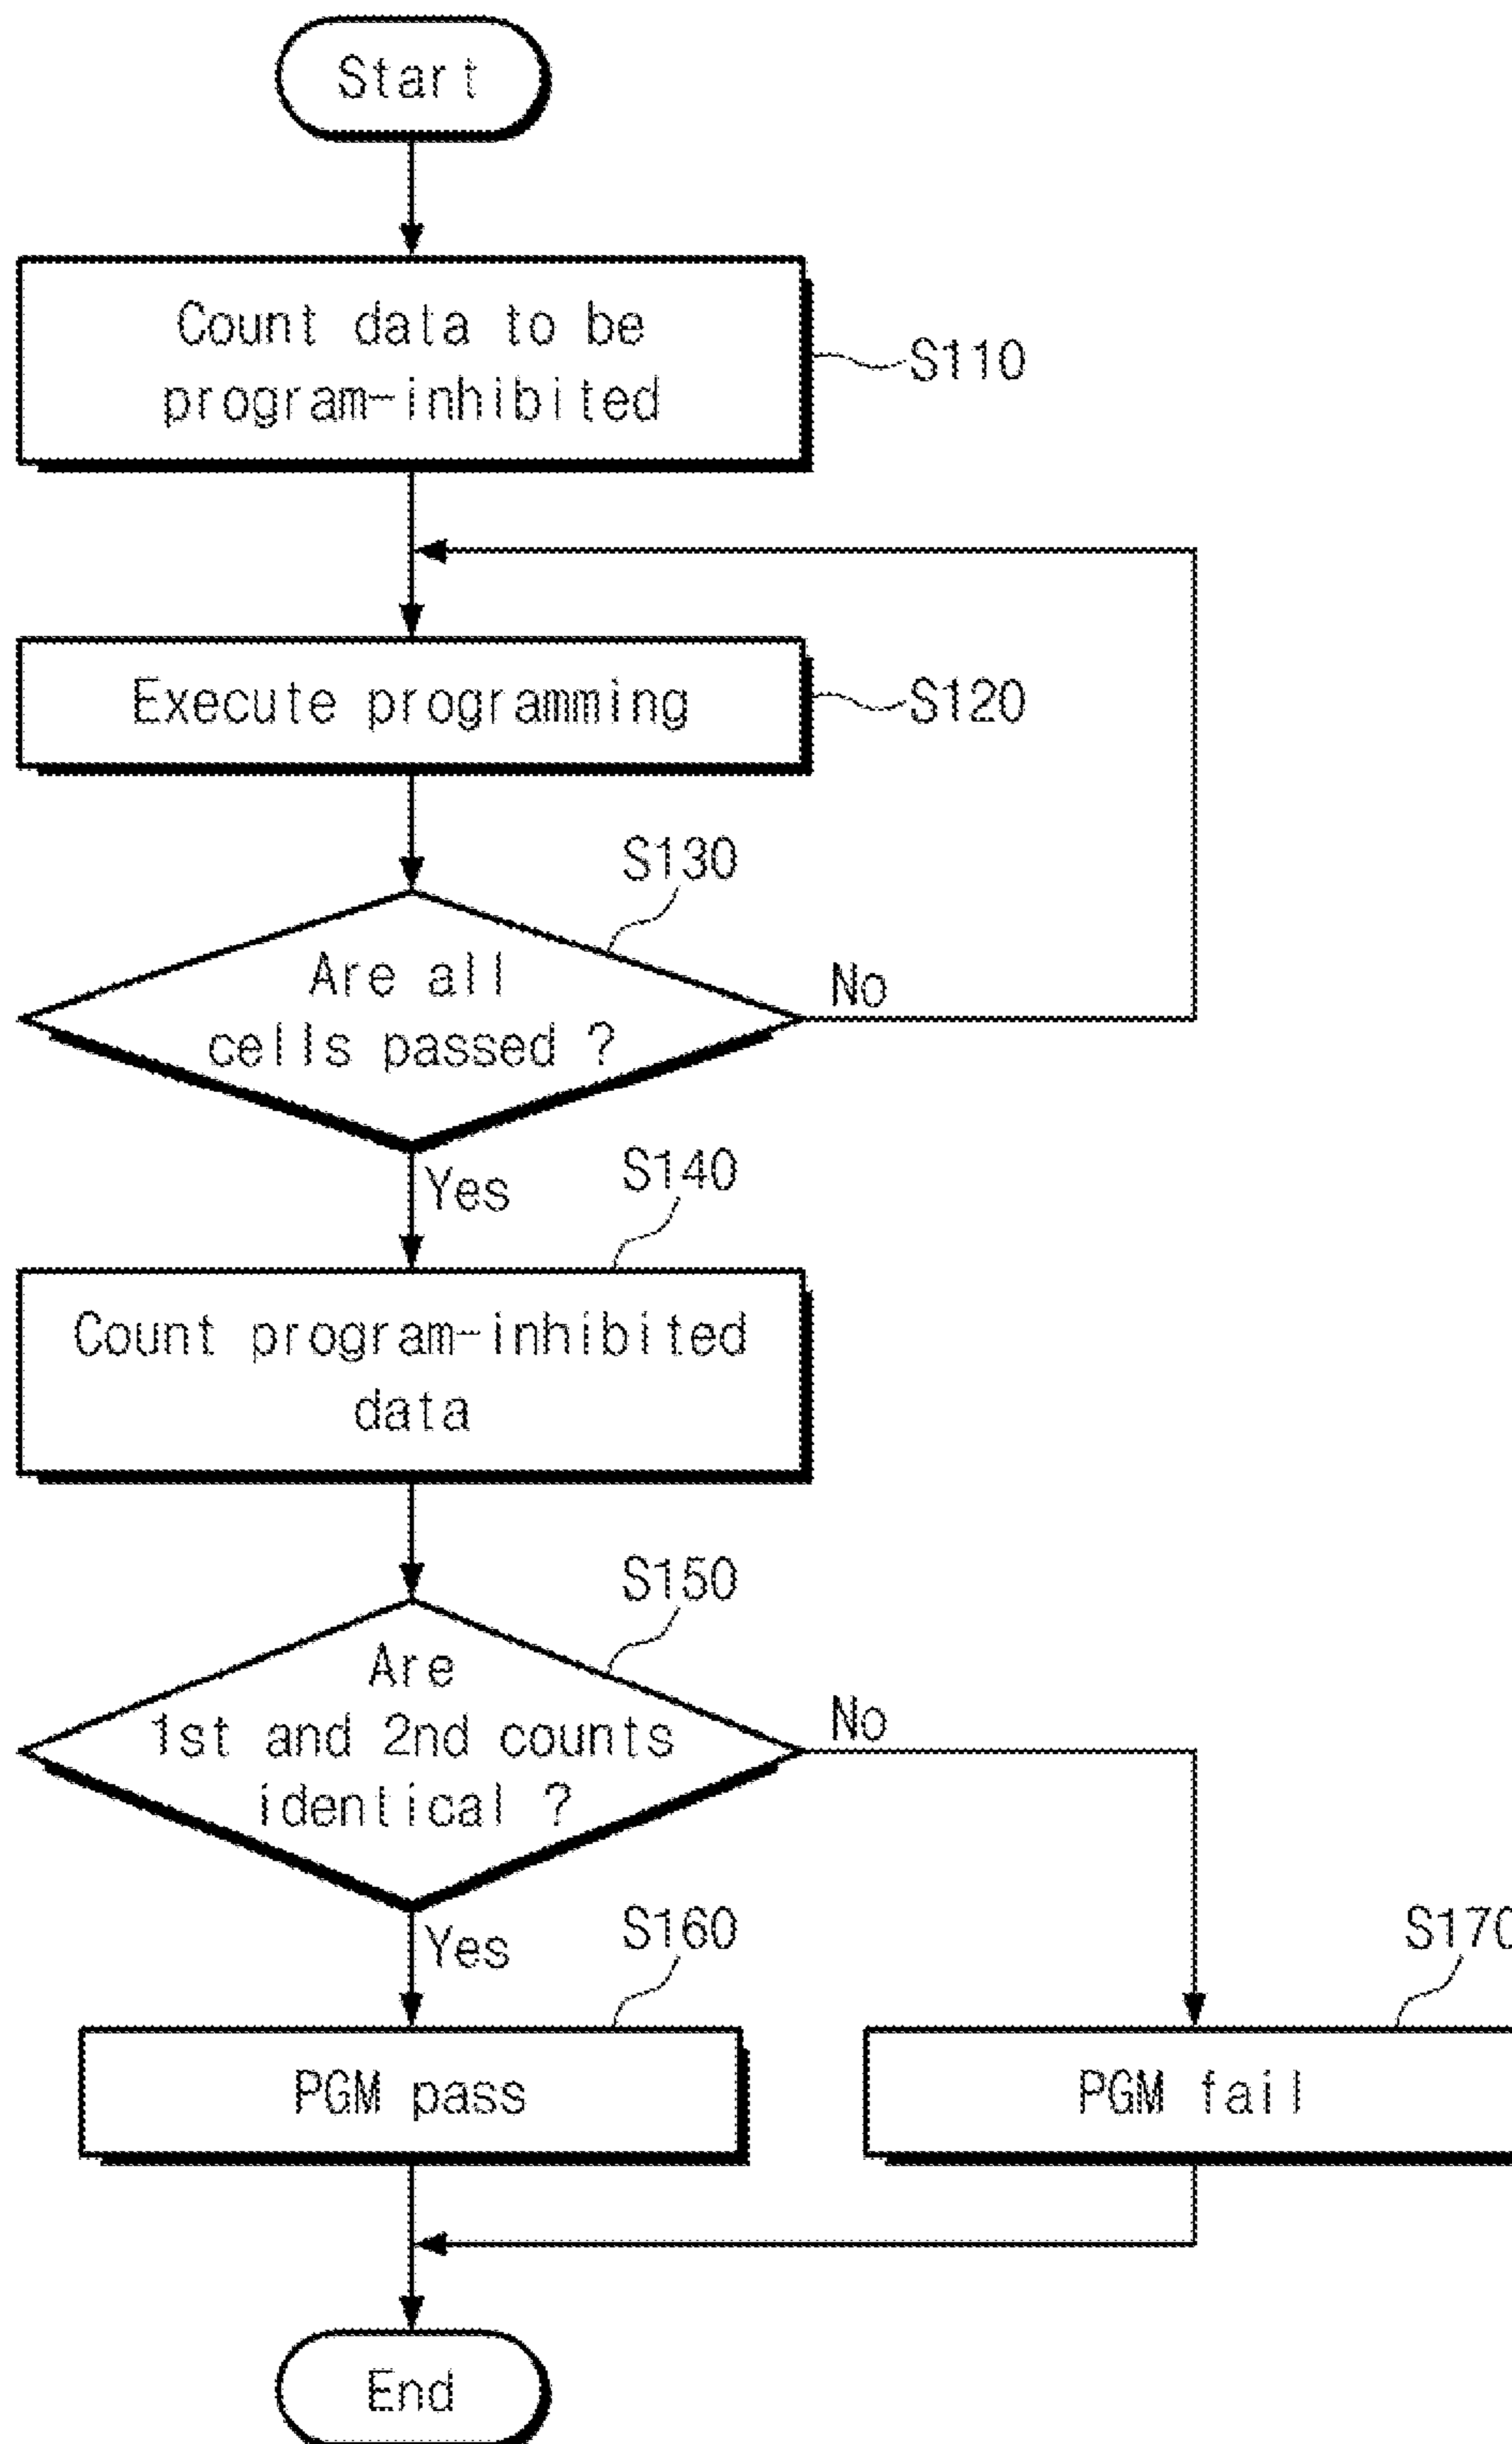 Start
Count data to be
program-inhibited
S110
Execute programming
S120
S130
Are all
cells passed ?
No
Yes
S140
Count program-inhibited
data
S150
Are
1st and 2nd counts
identical ?
No
Yes
S160
S170
PGM pass
PGM fail
End